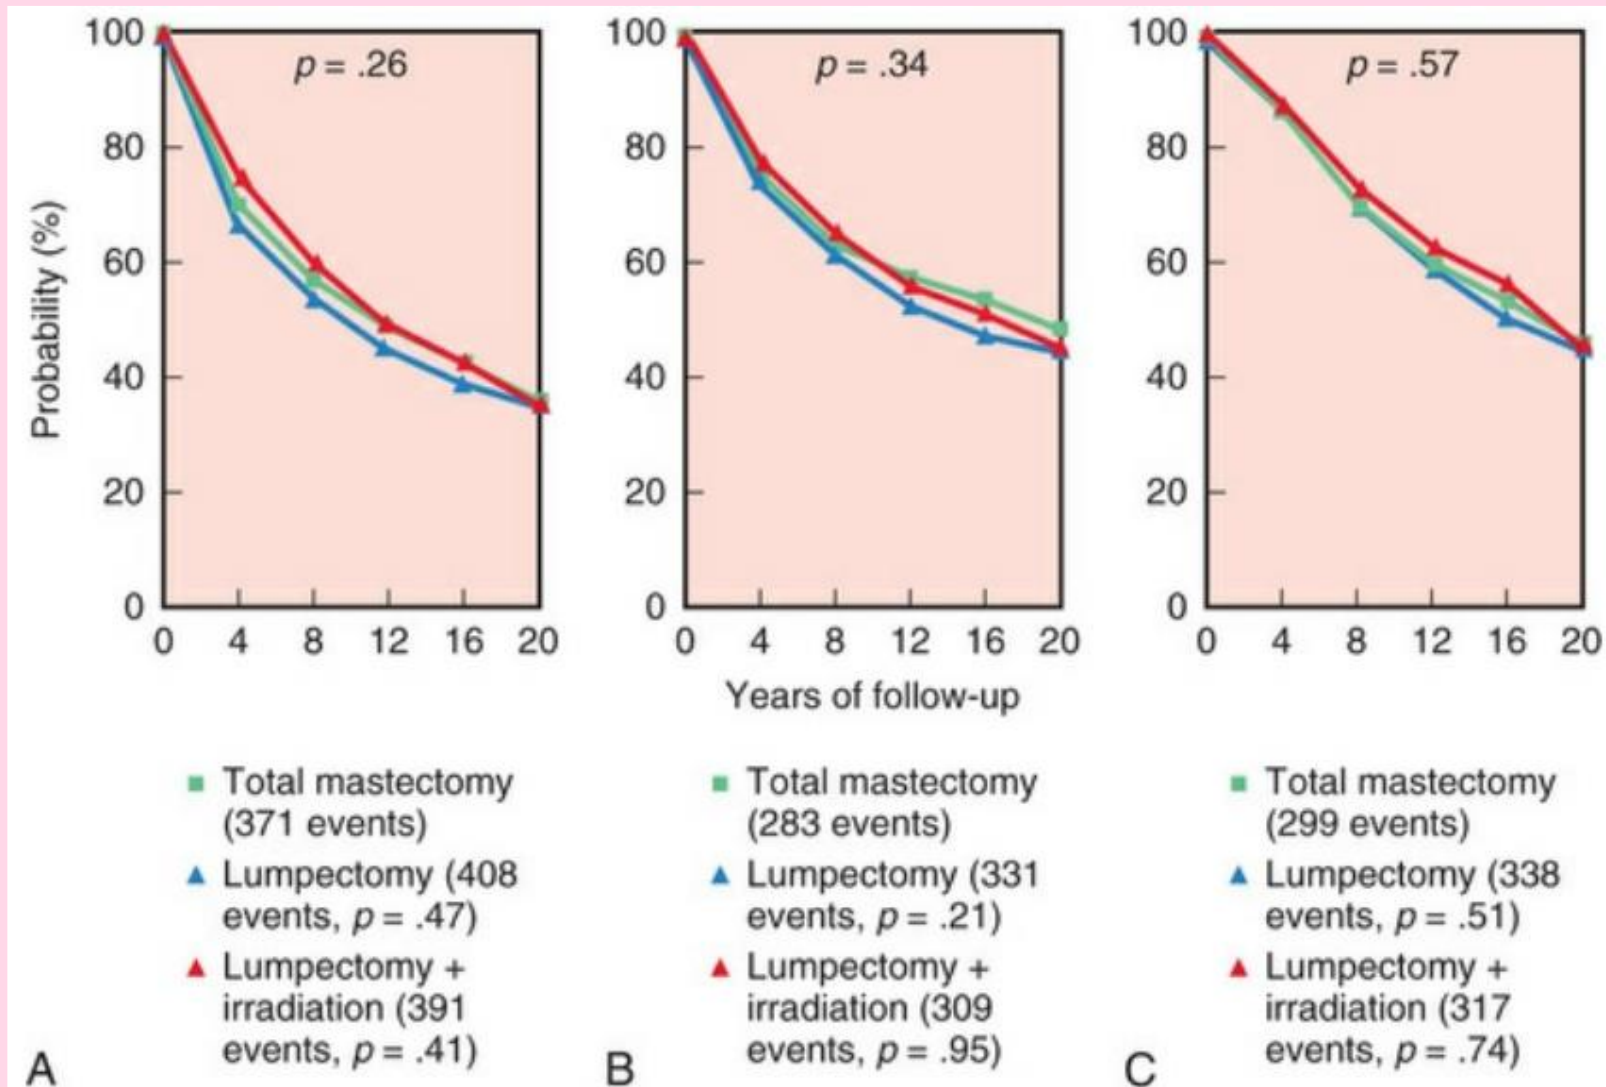 100
80
60
40
20
0
0 4 8 12 16 20
p = .26
Probability (%)
100
80
60
40
20
0
0 4 8 12 16 20
p = .34
Years of follow-up
100
80
60
40
20
0
0 4 8 12 16 20
p = .57
Total mastectomy
(371 events)
Lumpectomy (408
events, p = .47)
Lumpectomy +
irradiation (391
events, p = .41)
A
Total mastectomy
(283 events)
Lumpectomy (331
events, p = .21)
Lumpectomy +
irradiation (309
events, p = .95)
B
Total mastectomy
(299 events)
Lumpectomy (338
events, p = .51)
Lumpectomy +
irradiation (317
events, p = .74)
C